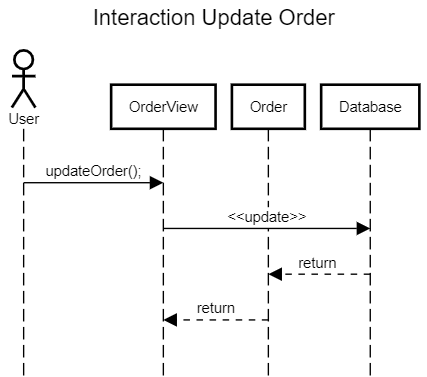 Interaction Update Order
User
OrderView
Order
Database
updateOrder();
<<update>>
return
return